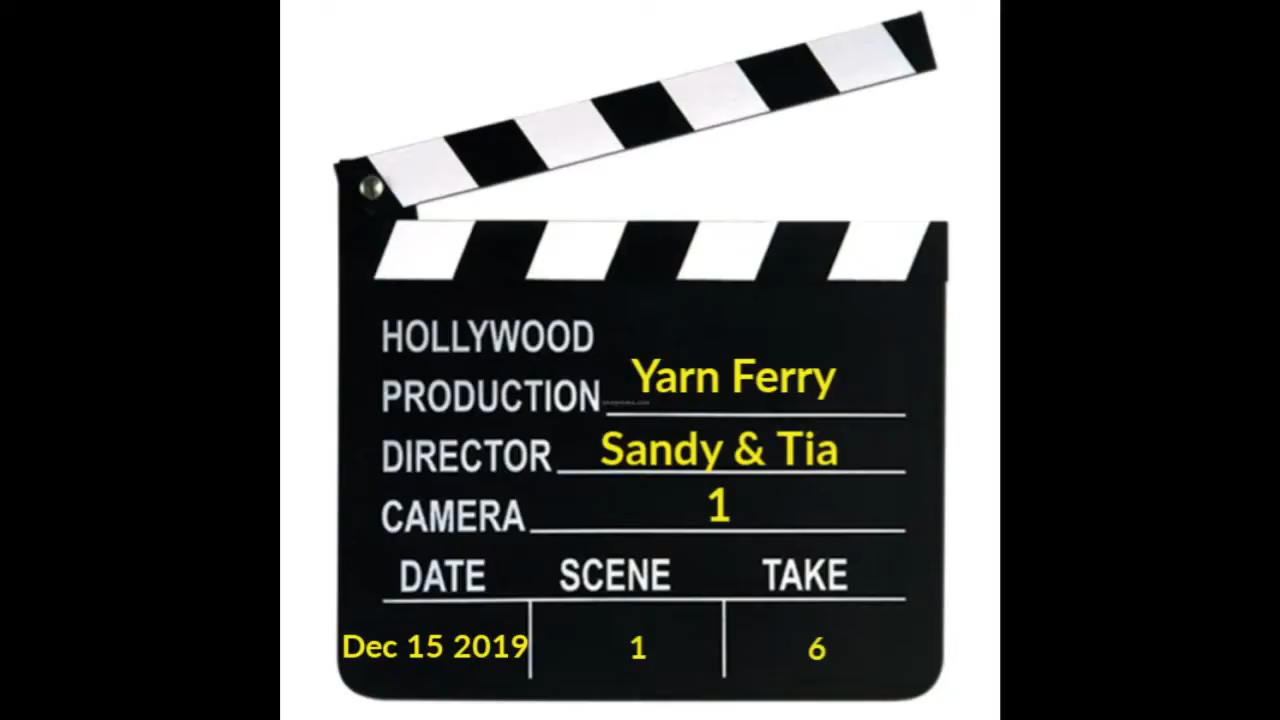 HOLLYWOOD
PRODUCTION Yarn Ferry
DIRECTOR Sandy & Tia
CAMERA 1
DATE SCENE TAKE
Dec 15 2019 1 6